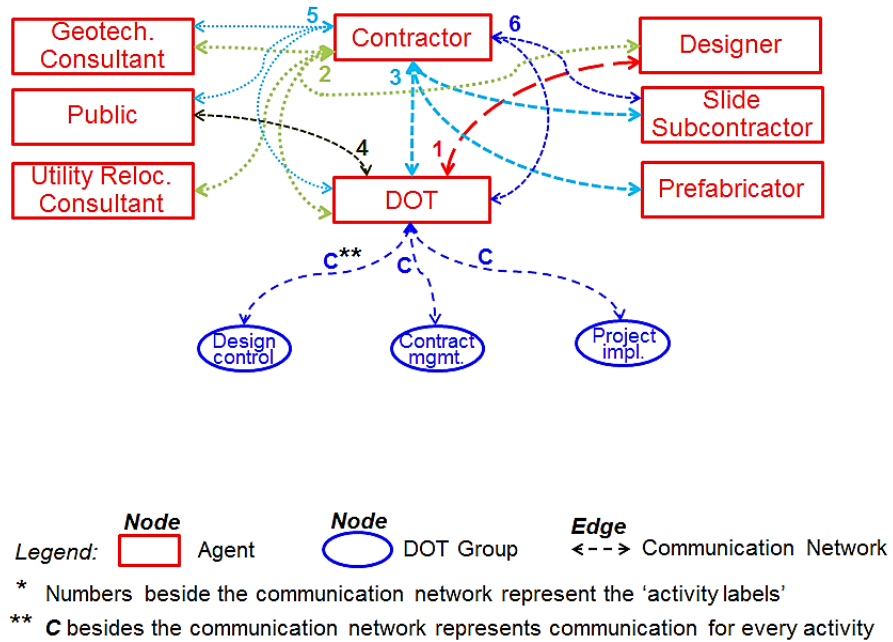 Geotech.
Consultant
5
Contractor
6
Designer
2
3
Public
Slide
Subcontractor
4
1
Utility Reloc.
Consultant
DOT
Prefabricator
C**
C
C
Design
control
Contract
mgmt.
Project
impl.
Node
Node
Edge
Legend:
Agent
DOT Group
Communication Network
* Numbers beside the communication network represent the ‘activity labels’
** C besides the communication network represents communication for every activity